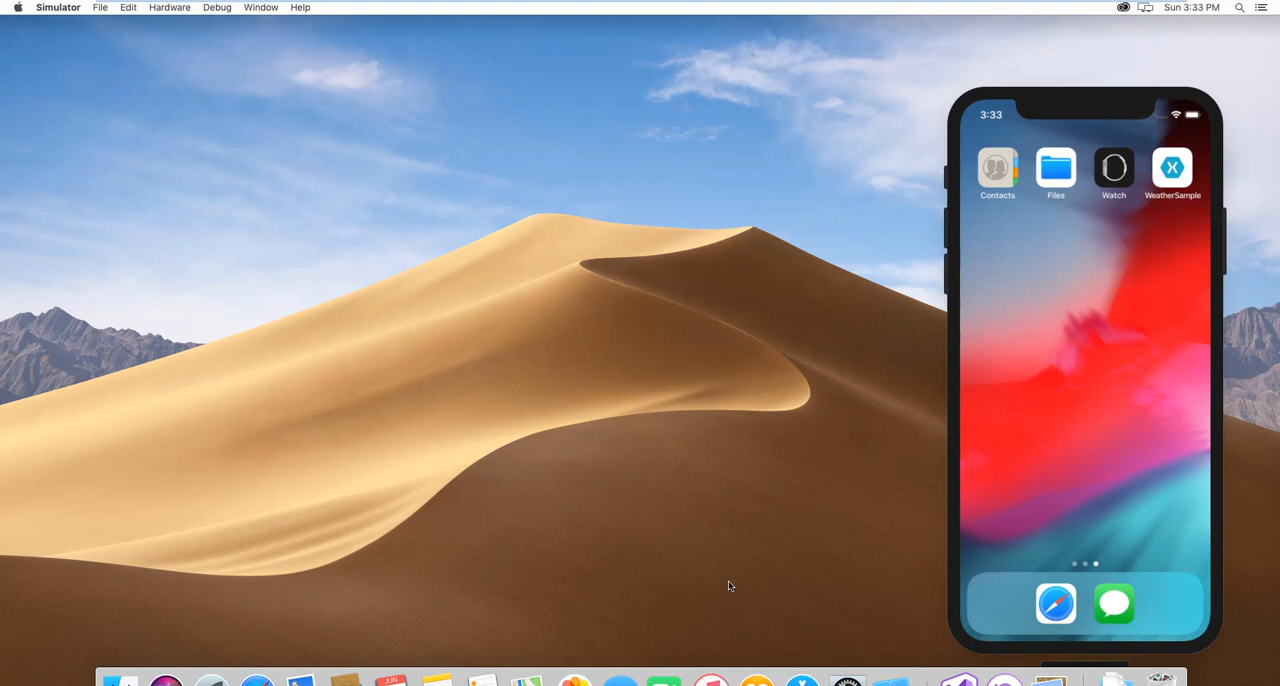 Simulator File Edit Hardware Debug Window Help Sun 3:33 PM
3:33
Contacts Files Watch WeatherSample
JUN